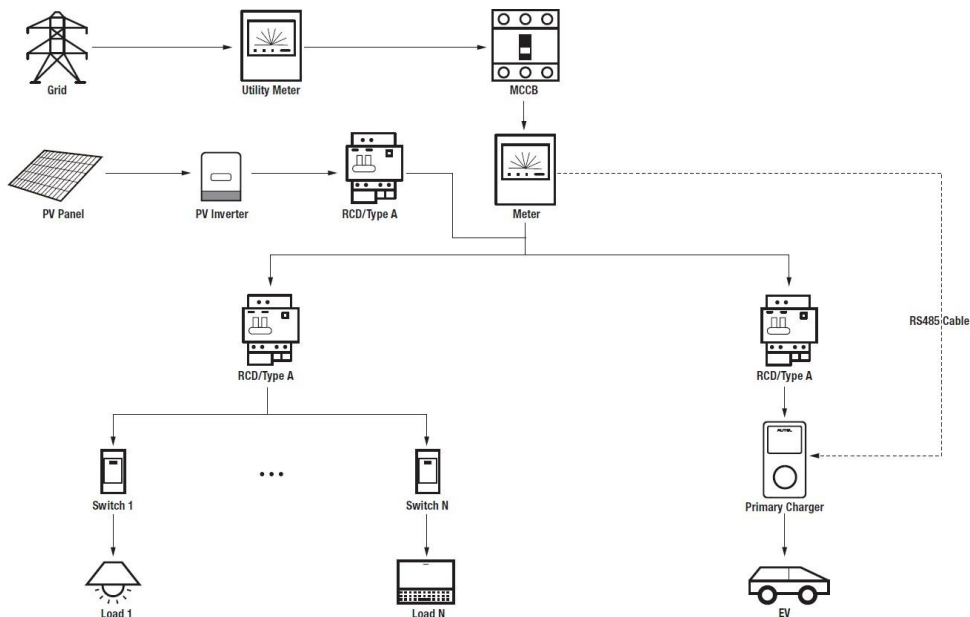 Grid
Utility Meter
MCCB
PV Panel
PV Inverter
RCD/Type A
Meter
RS485 Cable
RCD/Type A
RCD/Type A
AUTEL
Switch 1
Switch N
Primary Charger
Load 1
Load N
EV